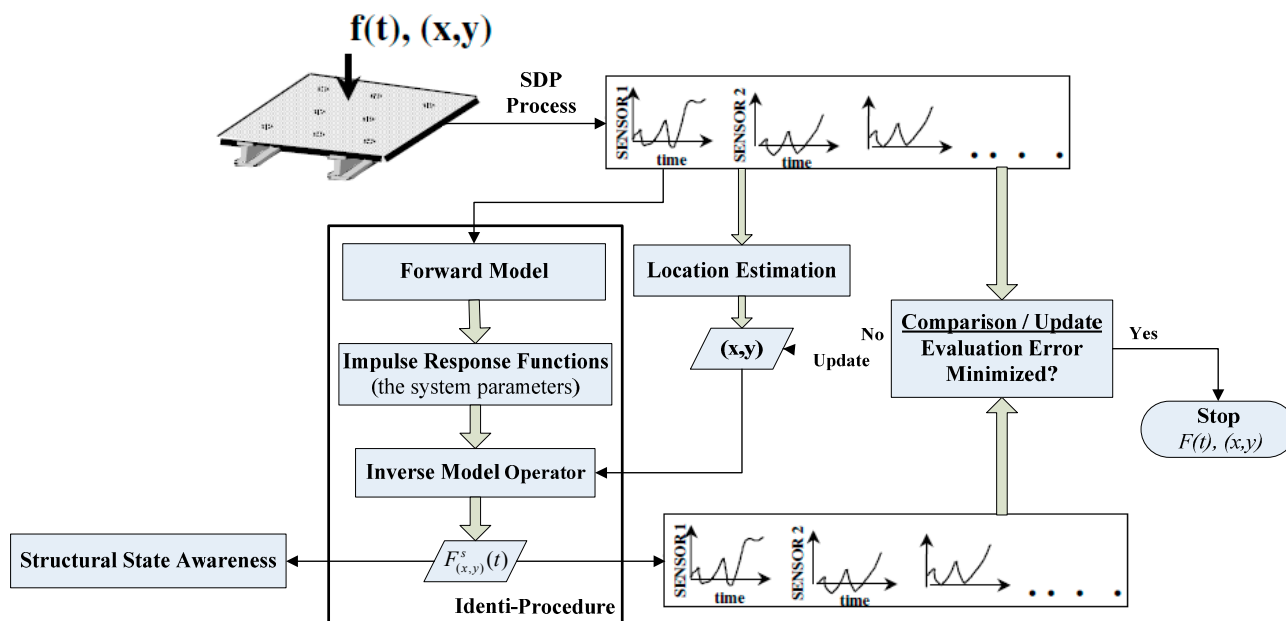 f(t), (x,y)
SDP
Process
SENSOR 1
time
SENSOR 2
time
Forward Model
Location Estimation
Impulse Response Functions
(the system parameters)
(x,y)
Update
No
Comparison / Update
Evaluation Error
Minimized?
Yes
Stop
F(t), (x,y)
Inverse Model Operator
Structural State Awareness
F^s_(x,y)(t)
Identi-Procedure
SENSOR 1
time
SENSOR 2
time